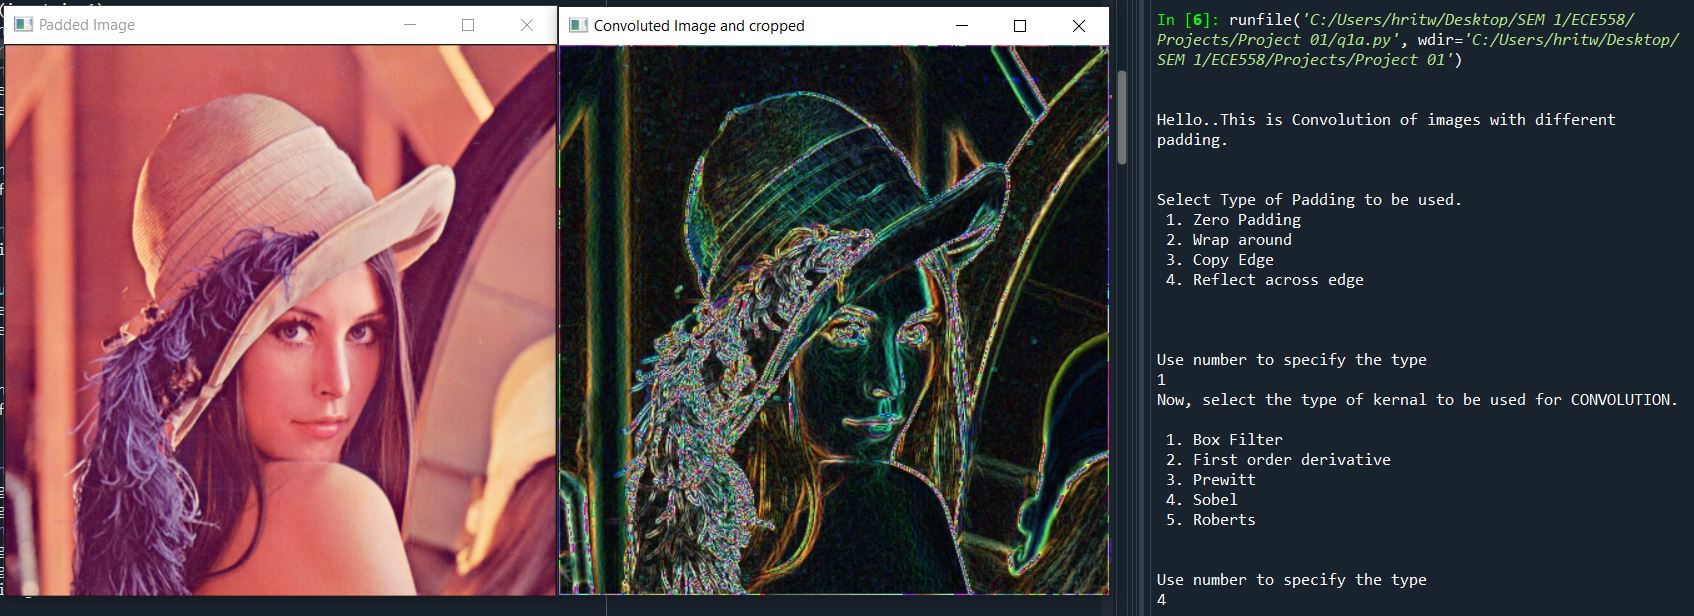 Padded Image
Convoluted Image and cropped
In [6]: runfile('C:/Users/hritw/Desktop/SEM 1/ECE558/
Projects/Project 01/q1a.py', wdir='C:/Users/hritw/Desktop/
SEM 1/ECE558/Projects/Project 01')
Hello..This is Convolution of images with different
padding.
Select Type of Padding to be used.
1. Zero Padding
2. Wrap around
3. Copy Edge
4. Reflect across edge
Use number to specify the type
1
Now, select the type of kernal to be used for CONVOLUTION.
1. Box Filter
2. First order derivative
3. Prewitt
4. Sobel
5. Roberts
Use number to specify the type
4